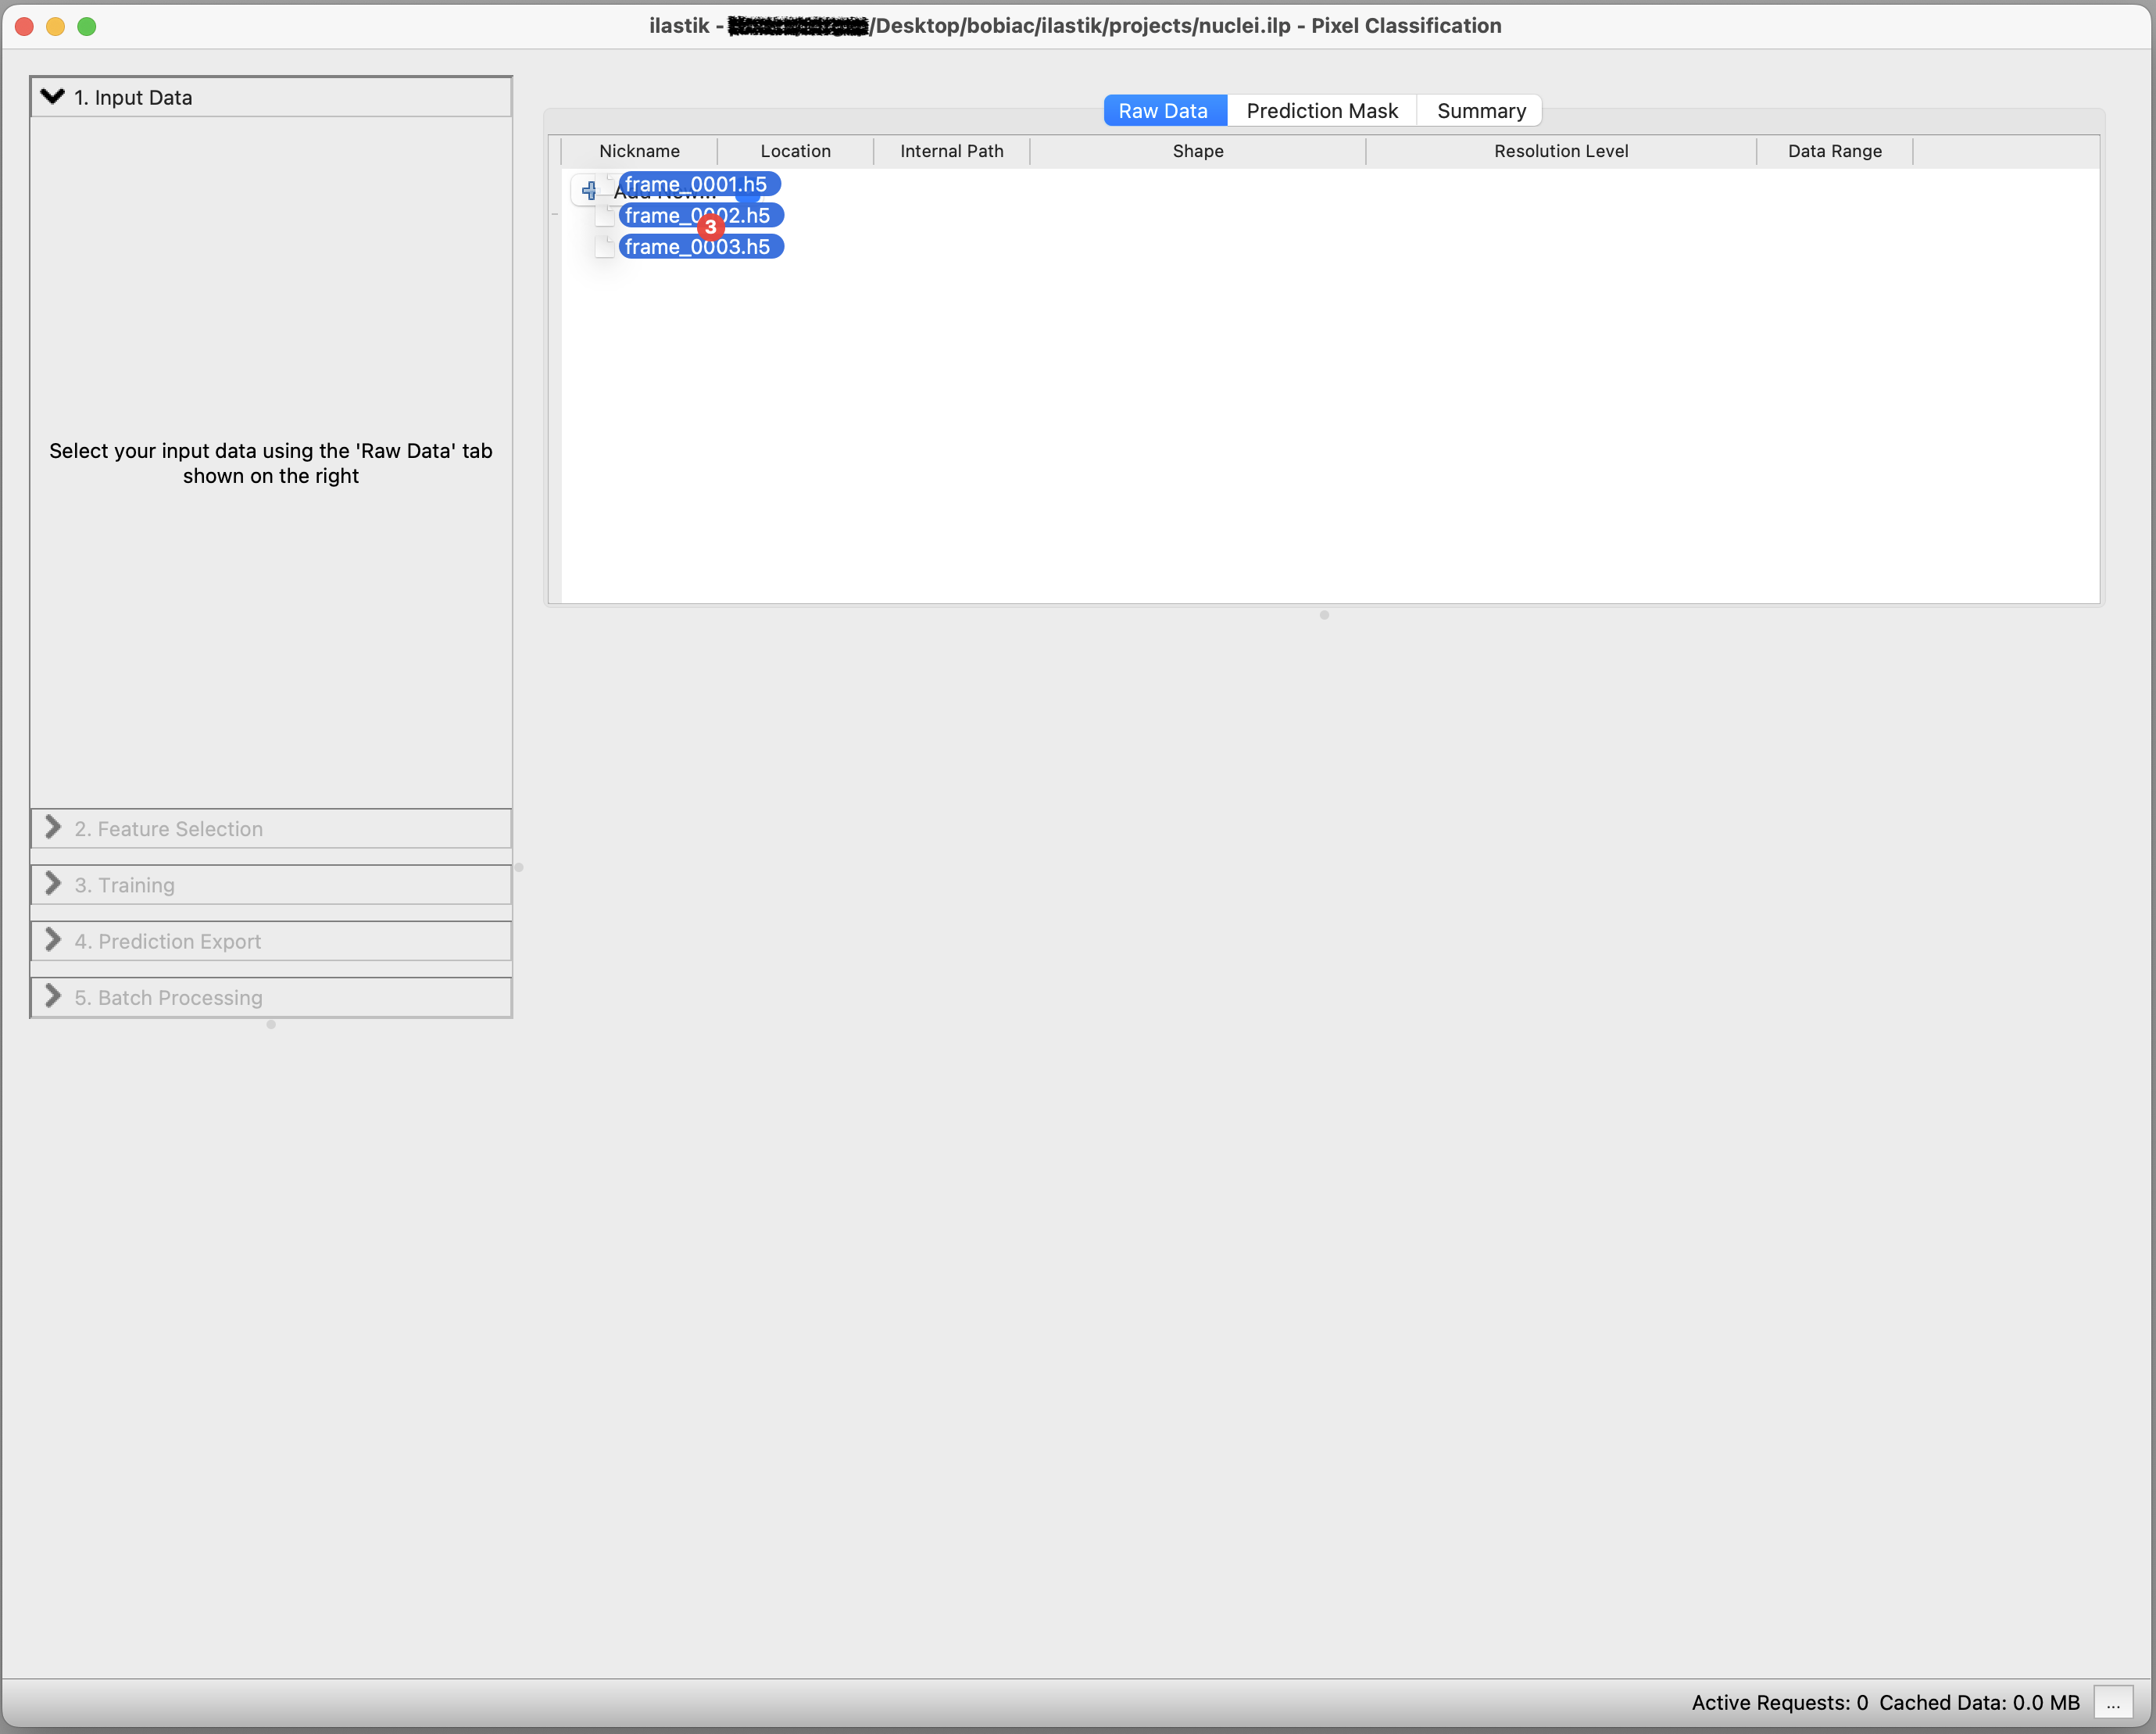 ilastik - /Desktop/bobiac/ilastik/projects/nuclei.ilp - Pixel Classification
1. Input Data
Select your input data using the 'Raw Data' tab
shown on the right
2. Feature Selection
3. Training
4. Prediction Export
5. Batch Processing
Raw Data Prediction Mask Summary
Nickname Location Internal Path Shape Resolution Level Data Range
Add New...
frame_0001.h5
frame_0002.h5
3
frame_0003.h5
Active Requests: 0 Cached Data: 0.0 MB ...